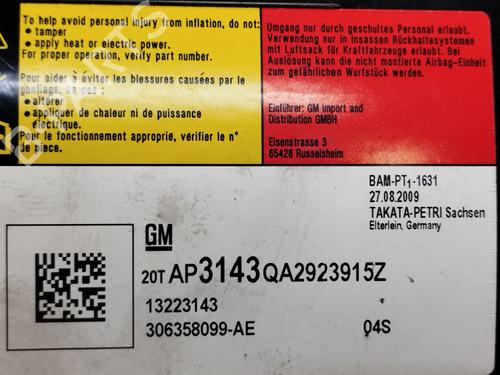 To help avoid personal injury from inflation, do not:
• tamper
• apply heat or electric power.
For proper operation, verify part number.
Pour aider à éviter les blessures causées par le
gonflage, ne pas :
• altérer
• appliquer de chaleur ni de puissance électrique.
Pour le fonctionnement approprié, vérifier le n°
de pièce.
Umgang nur durch geschultes Personal erlaubt.
Verwendung nur in Insassen Rückhaltesystemen
mit Luftsack für Kraftfahrzeuge erlaubt. Bei
Auslösung kann die nicht montierte Airbag-Einheit
zum gefährlichen Wurfstück werden.
Einführer: GM Import and
Distribution GMBH
Eisenstrasse 3
65428 Russelsheim
BAM-PT1-1631
27.08.2009
TAKATA-PETRI Sachsen
Elterlein, Germany
GM
20T AP3143QA2923915Z
13223143
306358099-AE 04S